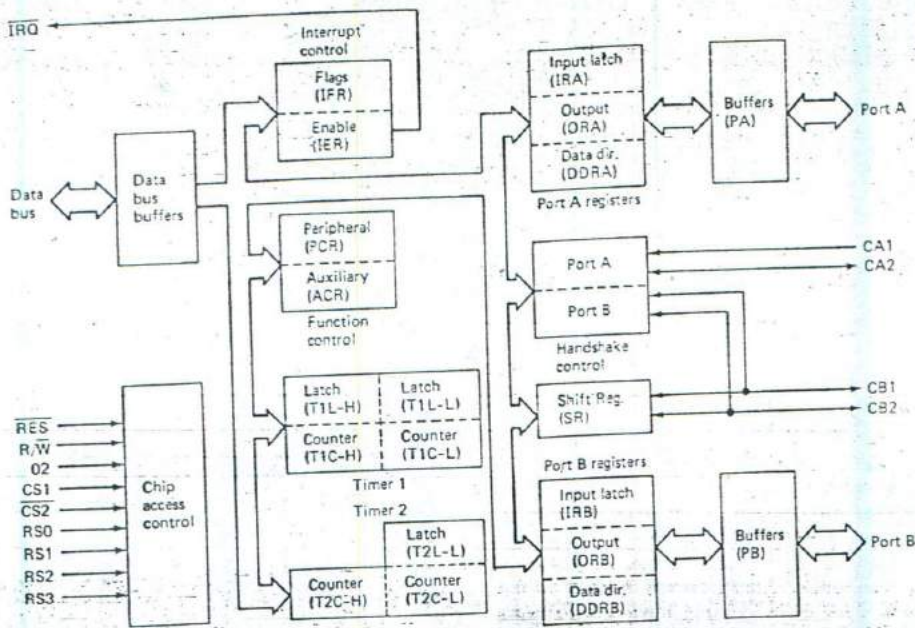 IRQ
Interrupt
control
Flags
(IFR)
Enable
(IER)
Data
bus
Data
bus
buffers
Input latch
(IRA)
Output
(ORA)
Data dir.
(DDRA)
Port A registers
Buffers
(PA)
Port A
Peripheral
(PCR)
Auxiliary
(ACR)
Function
control
Port A
Port B
Handshake
control
CA1
CA2
Latch
(T1L-H)
Latch
(T1L-L)
Counter
(T1C-H)
Counter
(T1C-L)
Timer 1
Shift Reg.
(SR)
CB1
CB2
RES
R/W
02
CS1
CS2
RS0
RS1
RS2
RS3
Chip
access
control
Timer 2
Latch
(T2L-L)
Counter
(T2C-H)
Counter
(T2C-L)
Port B registers
Input latch
(IRB)
Output
(ORB)
Data dir.
(DDRB)
Buffers
(PB)
Port B